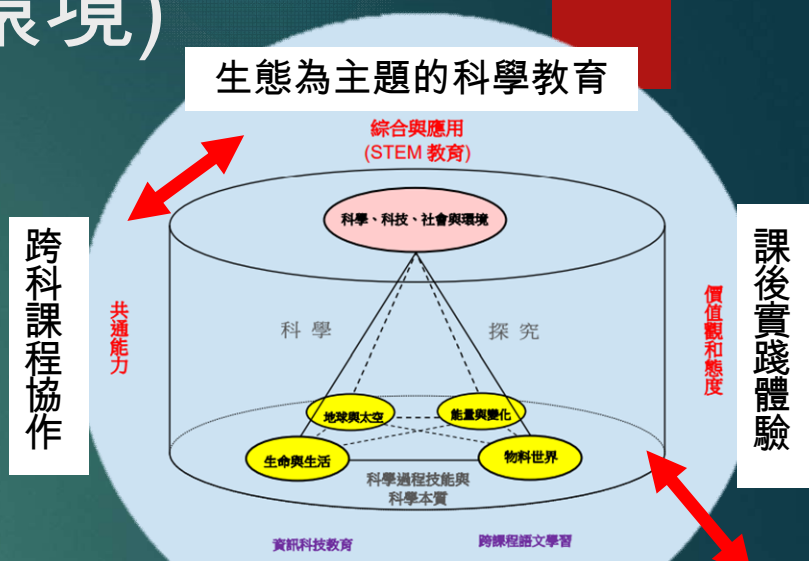 環境)
生態為主題的科學教育
綜合與應用
(STEM 教育)
科學、科技、社會與環境
跨科課程協作
共通能力
科學 探究
價值觀和態度
課後實踐體驗
地球與太空
能量與變化
生命與生活
物料世界
科學過程技能與
科學本質
資訊科技教育
跨課程語文學習